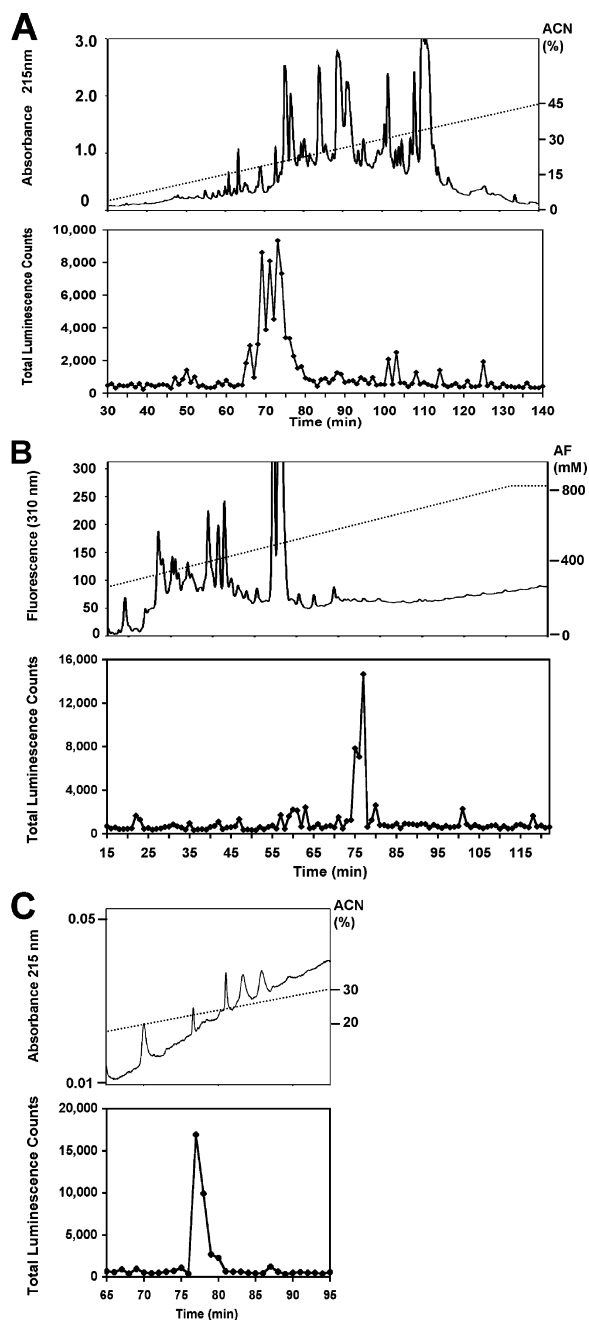 A
ACN
(%)
Absorbance 215nm
3.0
2.0
1.0
0
45
30
15
0
Total Luminescence Counts
10,000
8,000
6,000
4,000
2,000
0
30 40 50 60 70 80 90 100 110 120 130 140
Time (min)
B
AF
(mM)
Fluorescence (310 nm)
300
250
200
150
100
50
0
800
400
0
Total Luminescence Counts
16,000
12,000
8,000
4,000
0
15 25 35 45 55 65 75 85 95 105 115
Time (min)
C
ACN
(%)
Absorbance 215 nm
0.05
0.01
30
20
Total Luminescence Counts
20,000
15,000
10,000
5,000
0
65 70 75 80 85 90 95
Time (min)